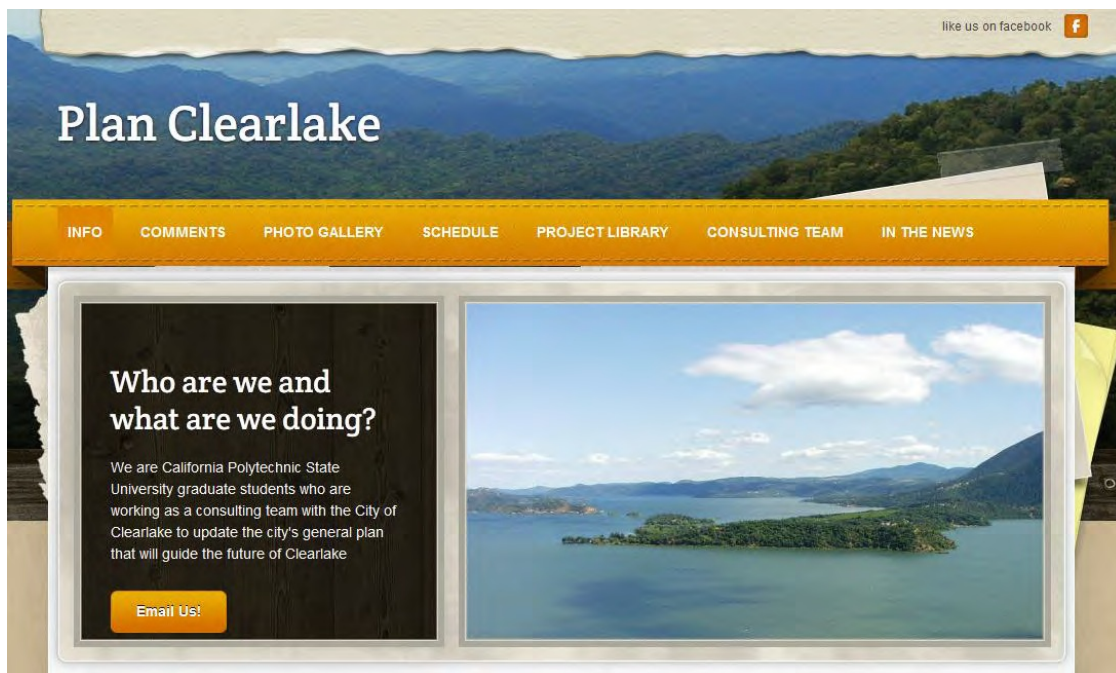 like us on facebook
Plan Clearlake
INFO COMMENTS PHOTO GALLERY SCHEDULE PROJECT LIBRARY CONSULTING TEAM IN THE NEWS
Who are we and
what are we doing?
We are California Polytechnic State
University graduate students who are
working as a consulting team with the City of
Clearlake to update the city's general plan
that will guide the future of Clearlake
Email Us!